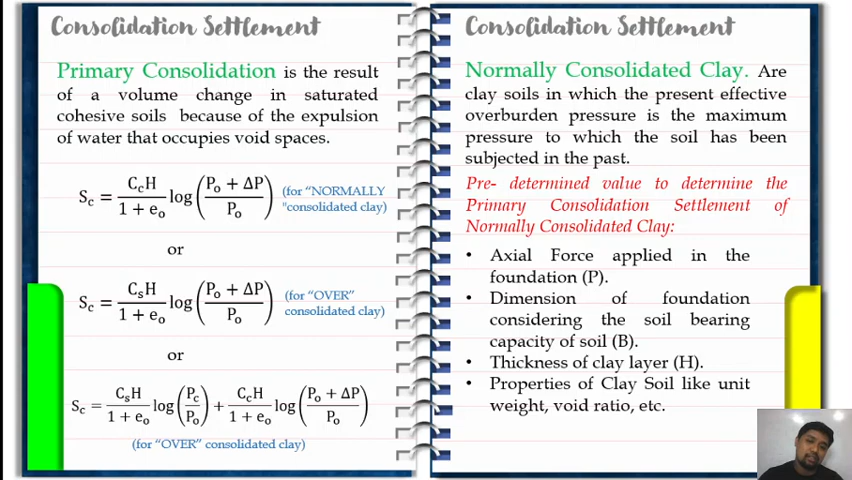 Consolidation Settlement
Primary Consolidation is the result
of a volume change in saturated
cohesive soils because of the expulsion
of water that occupies void spaces.
S_c = C_cH / (1 + e_o) log((P_o + ΔP) / P_o) (for "NORMALLY
"consolidated clay)
or
S_c = C_sH / (1 + e_o) log((P_o + ΔP) / P_o) (for "OVER"
consolidated clay)
or
S_c = C_sH / (1 + e_o) log(P_c / P_o) + C_cH / (1 + e_o) log((P_o + ΔP) / P_o)
(for "OVER" consolidated clay)
Consolidation Settlement
Normally Consolidated Clay. Are
clay soils in which the present effective
overburden pressure is the maximum
pressure to which the soil has been
subjected in the past.
Pre- determined value to determine the
Primary Consolidation Settlement of
Normally Consolidated Clay:
• Axial Force applied in the
foundation (P).
• Dimension of foundation
considering the soil bearing
capacity of soil (B).
• Thickness of clay layer (H).
• Properties of Clay Soil like unit
weight, void ratio, etc.